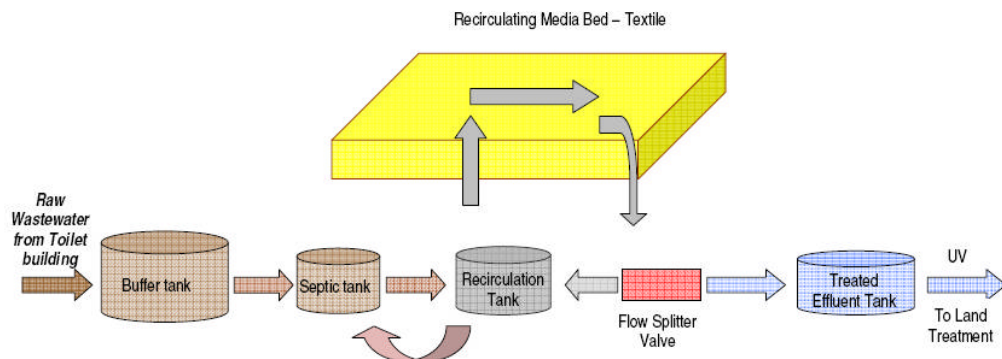 Recirculating Media Bed – Textile
Raw
Wastewater
from Toilet
building
Buffer tank
Septic tank
Recirculation
Tank
Flow Splitter
Valve
Treated
Effluent Tank
UV
To Land
Treatment